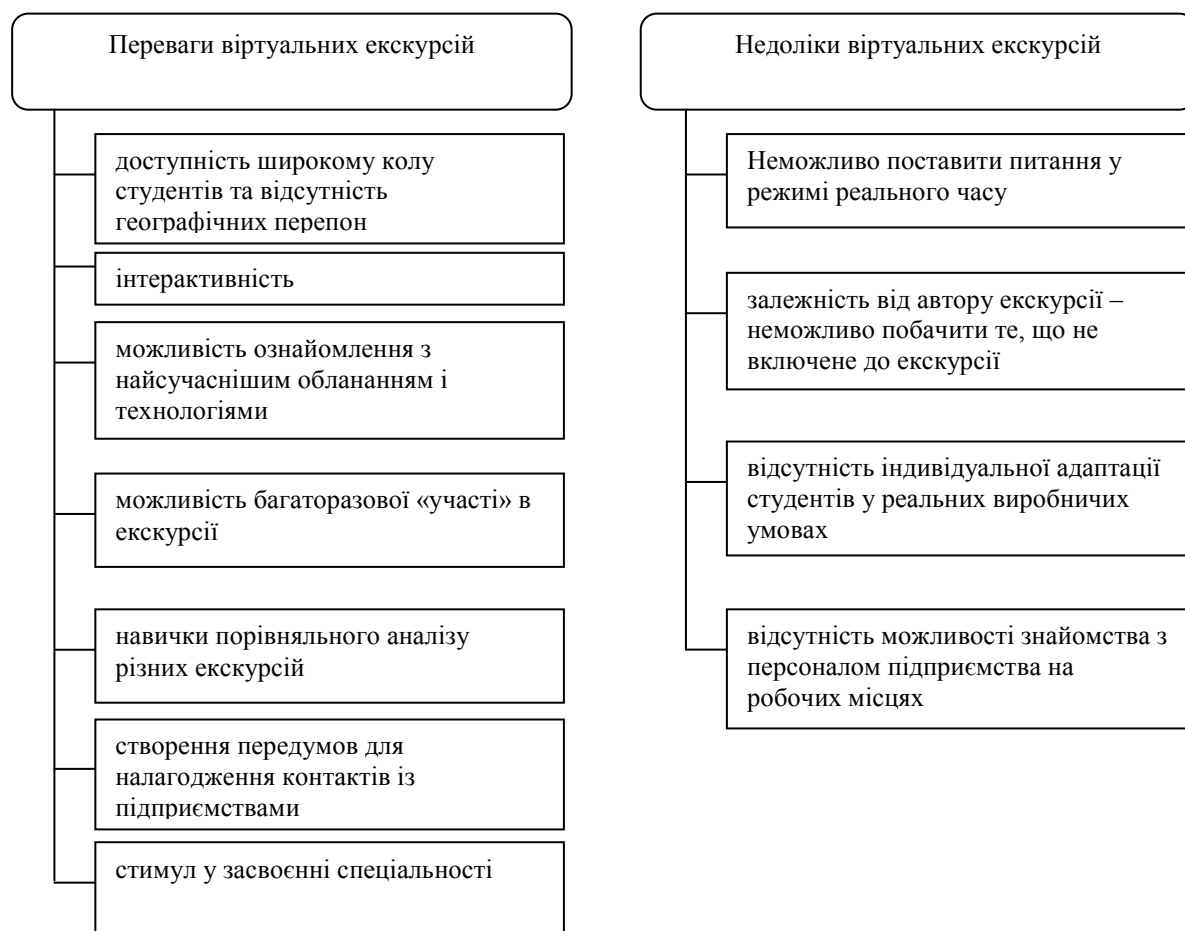 Переваги віртуальних екскурсій
доступність широкому колу
студентів та відсутність
географічних перепон
інтерактивність
можливість ознайомлення з
найсучаснішим облананням і
технологіями
можливість багаторазової «участі» в
екскурсії
навички порівняльного аналізу
різних екскурсій
створення передумов для
налагодження контактів із
підприємствами
стимул у засвоєнні спеціальності
Недоліки віртуальних екскурсій
Неможливо поставити питання у
режимі реального часу
залежність від автору екскурсії –
неможливо побачити те, що не
включене до екскурсії
відсутність індивідуальної адаптації
студентів у реальних виробничих
умовах
відсутність можливості знайомства з
персоналом підприємства на
робочих місцях